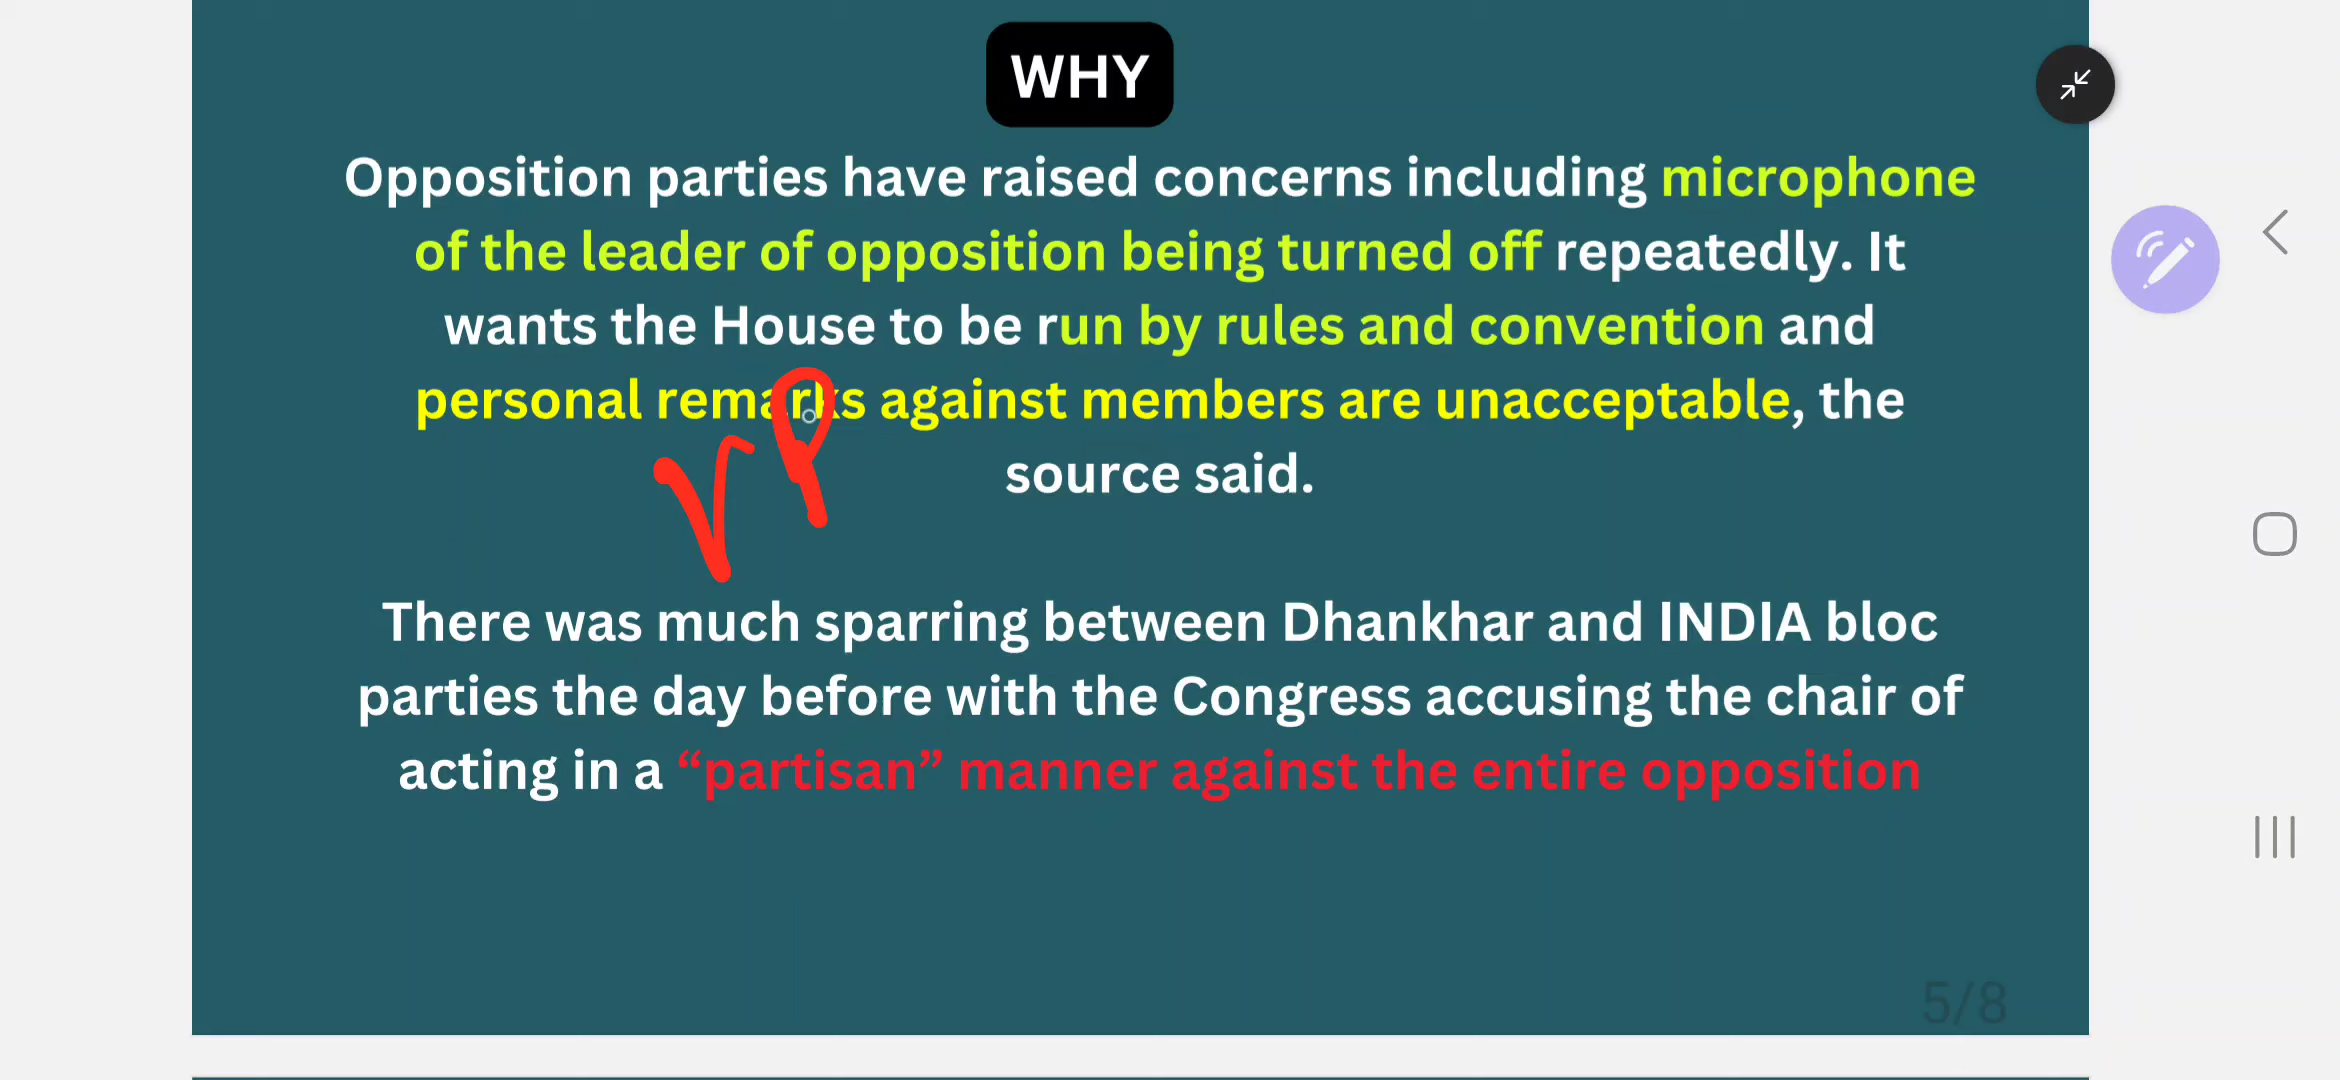 WHY
Opposition parties have raised concerns including microphone
of the leader of opposition being turned off repeatedly. It
wants the House to be run by rules and convention and
personal remarks against members are unacceptable, the
source said.
VP
There was much sparring between Dhankhar and INDIA bloc
parties the day before with the Congress accusing the chair of
acting in a “partisan” manner against the entire opposition
5/8